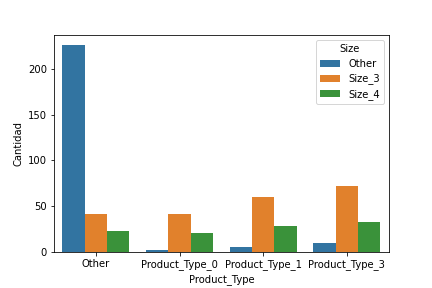 Size
Other
Size_3
Size_4
200
150
100
50
0
Cantidad
Other
Product_Type_0
Product_Type_1
Product_Type_3
Product_Type